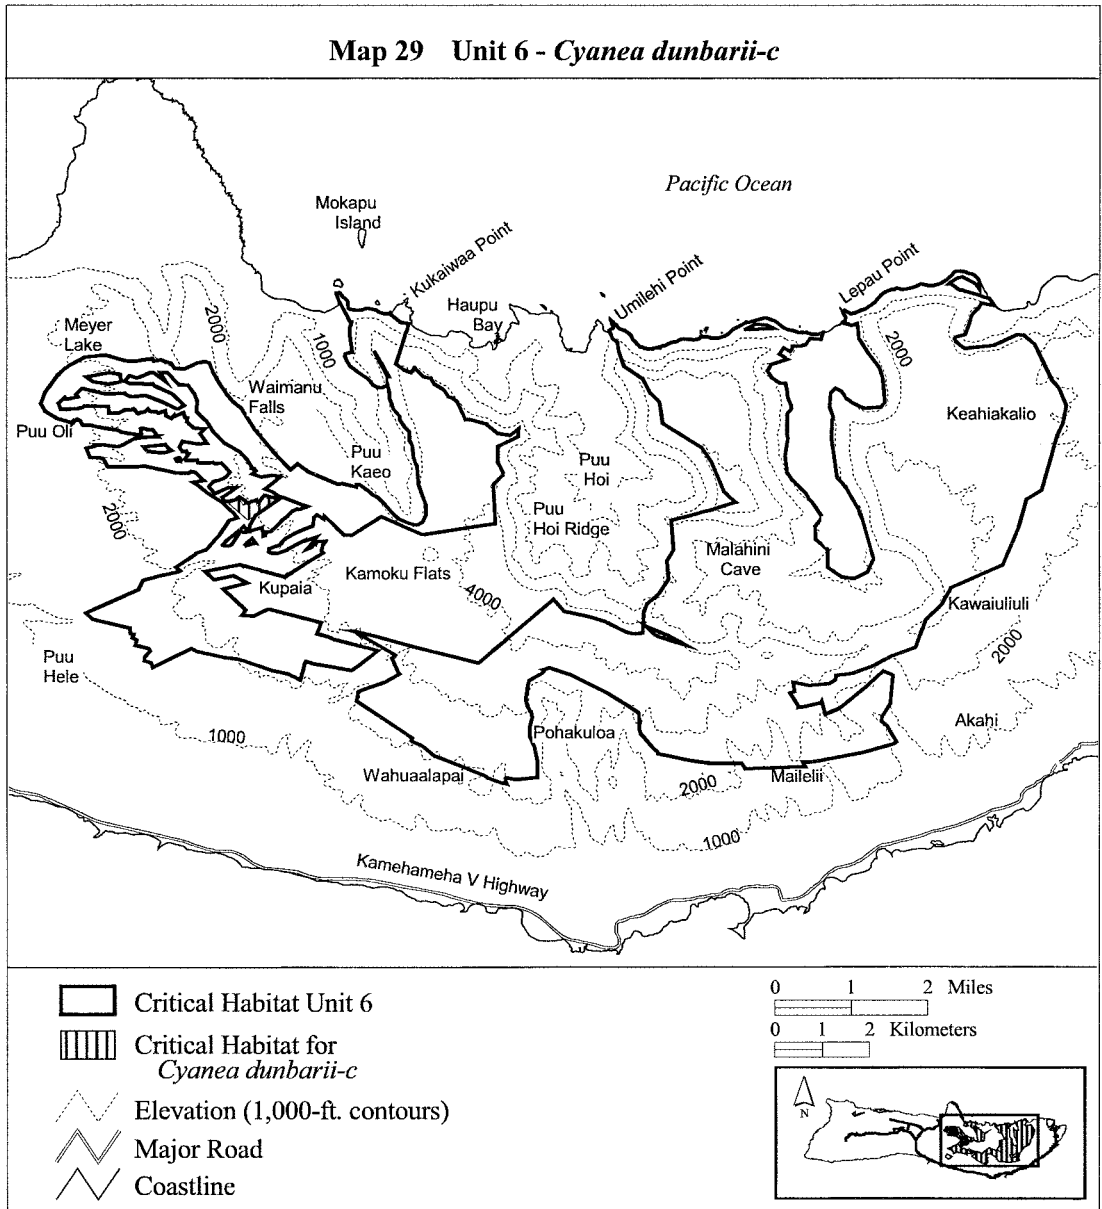 Map 29 Unit 6 - Cyanea dunbarii-c
Pacific Ocean
Mokapu
Island
Kukaiwaa Point
Haupu
Bay
Umilehi Point
Lepau Point
Meyer
Lake
2000
1000
2000
Waimanu
Falls
Keahiakalio
Puu Oli
Puu
Kaeo
Puu
Hoi
Puu
Hoi Ridge
2000
Malahini
Cave
Kupaia
Kamoku Flats
4000
Kawaiuliuli
2000
Puu
Hele
1000
Pohakuloa
Akahi
Wahuaalapai
2000
Mailelii
1000
Kamehameha V Highway
Critical Habitat Unit 6
Critical Habitat for
Cyanea dunbarii-c
Elevation (1,000-ft. contours)
Major Road
Coastline
0 1 2 Miles
0 1 2 Kilometers
N